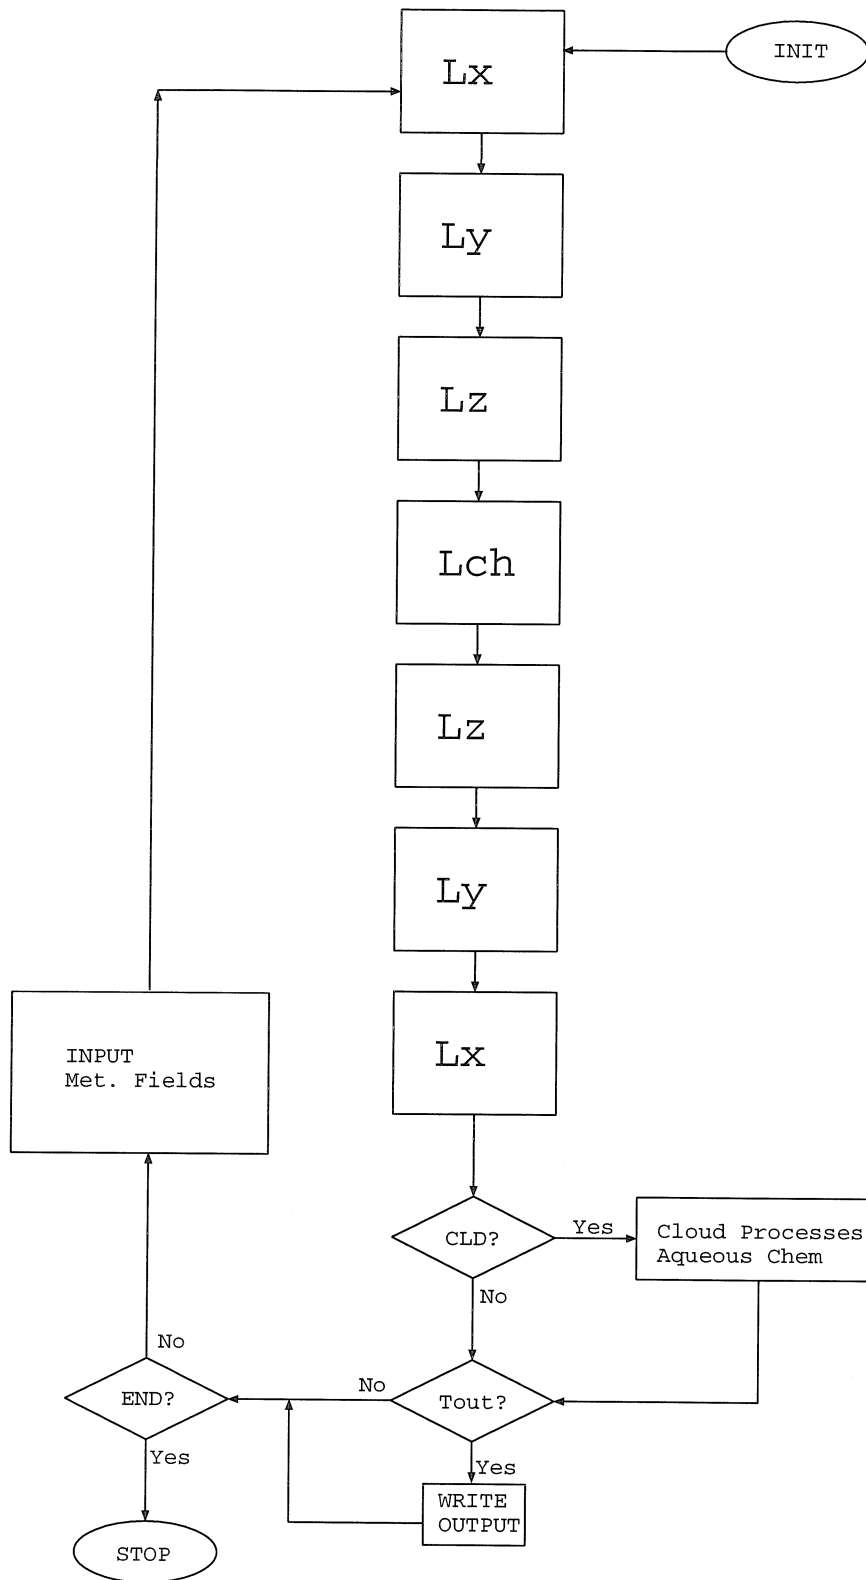 INIT
Lx
Ly
Lz
Lch
Lz
Ly
Lx
INPUT
Met. Fields
CLD?
Yes
Cloud Processes
Aqueous Chem
No
Tout?
No
Yes
WRITE
OUTPUT
END?
No
Yes
STOP